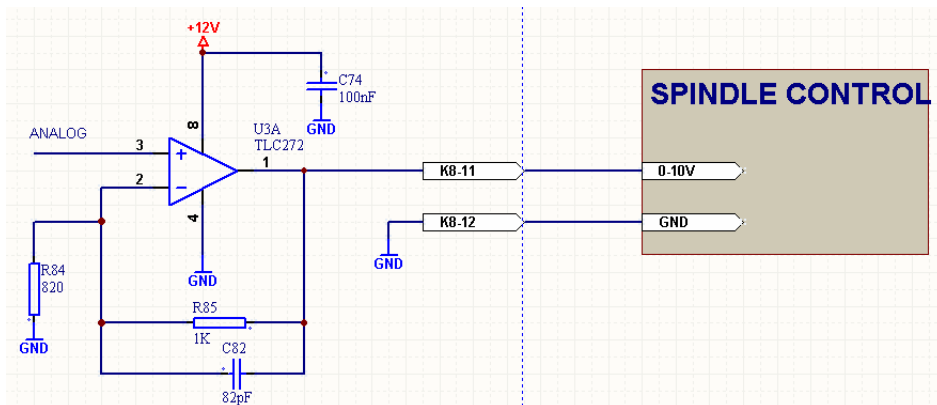 +12V
C74
100nF
GND
U3A
TLC272
ANALOG
8
3
+
2
−
1
4
GND
K8-11
K8-12
GND
SPINDLE CONTROL
0-10V
GND
R84
820
GND
R85
1K
C82
82pF